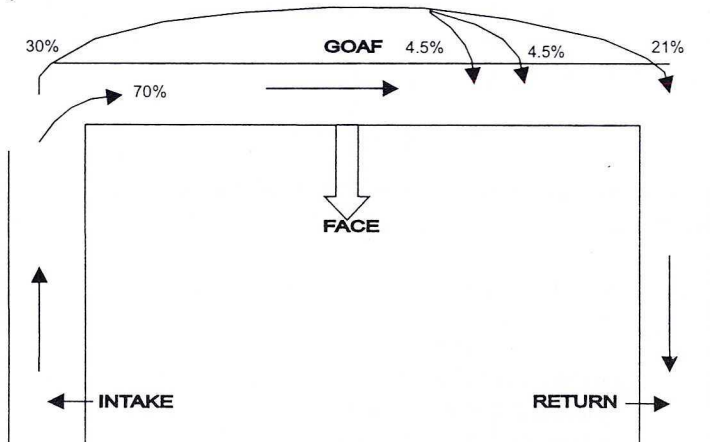 30%
GOAF
4.5%
4.5%
21%
70%
FACE
INTAKE
RETURN